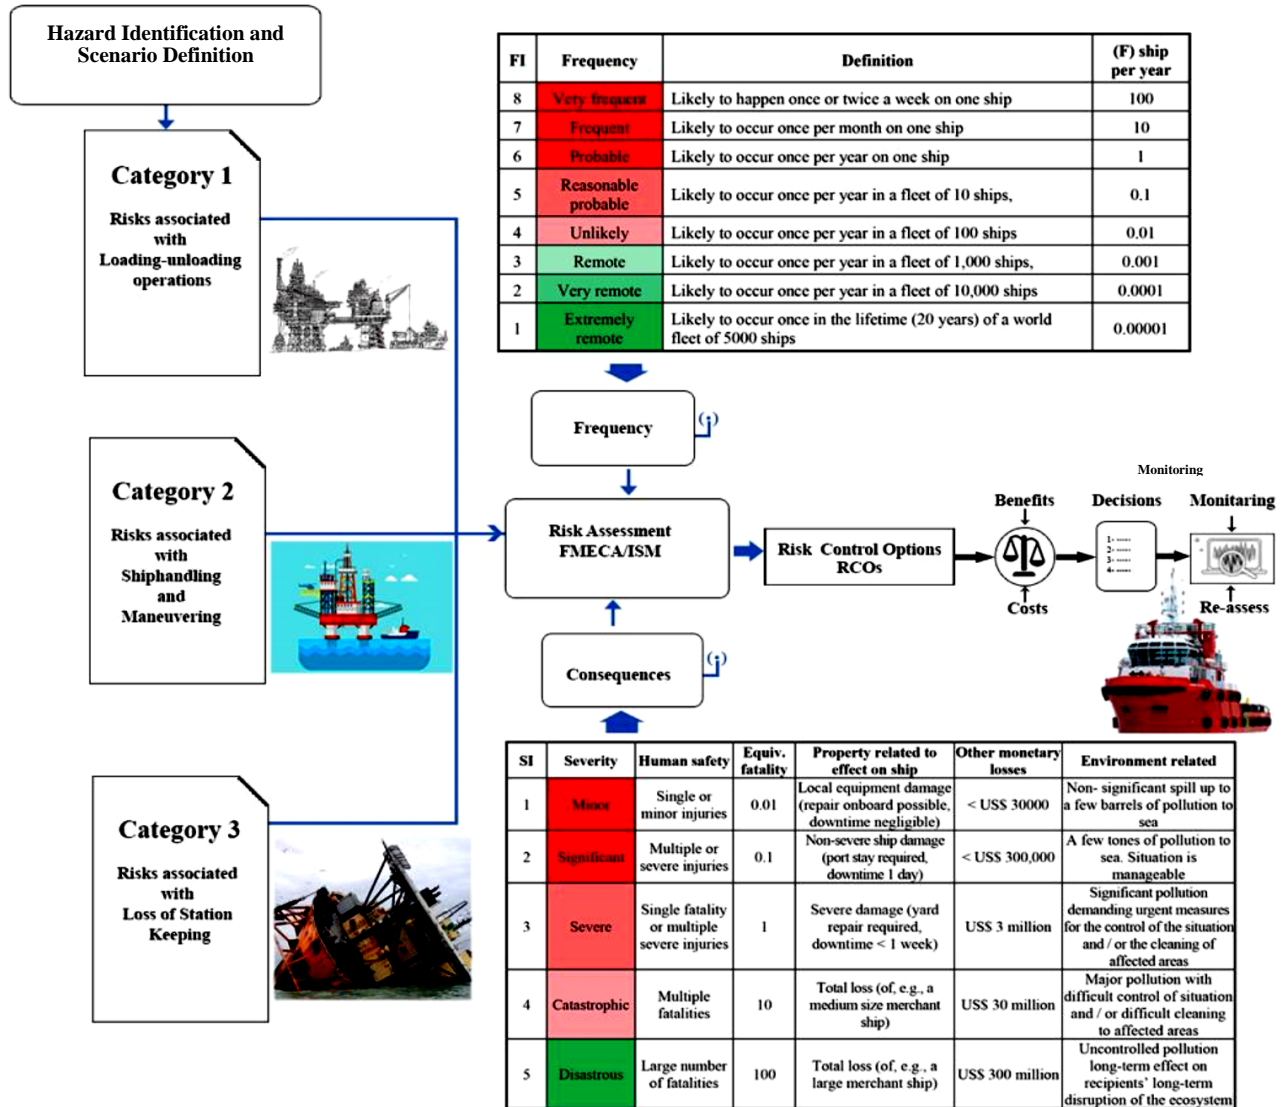 Hazard Identification and
Scenario Definition
Category 1
Risks associated
with
Loading-unloading
operations
Category 2
Risks associated
with
Shiphandling
and
Maneuvering
Category 3
Risks associated
with
Loss of Station
Keeping
FI Frequency Definition (F) ship
per year
8 Very frequent Likely to happen once or twice a week on one ship 100
7 Frequent Likely to occur once per month on one ship 10
6 Probable Likely to occur once per year on one ship 1
5 Reasonable
probable Likely to occur once per year in a fleet of 10 ships, 0.1
4 Unlikely Likely to occur once per year in a fleet of 100 ships 0.01
3 Remote Likely to occur once per year in a fleet of 1,000 ships, 0.001
2 Very remote Likely to occur once per year in a fleet of 10,000 ships 0.0001
1 Extremely
remote Likely to occur once in the lifetime (20 years) of a world
fleet of 5000 ships 0.00001
Frequency
(i)
Risk Assessment
FMECA/ISM
Consequences
(i)
Risk Control Options
RCOs
Benefits
Costs
Decisions
1- -----
2- -----
3- -----
4- -----
Monitoring
Monitaring
Re-assess
SI Severity Human safety Equiv.
fatality Property related to
effect on ship Other monetary
losses Environment related
1 Minor Single or
minor injuries 0.01 Local equipment damage
(repair onboard possible,
downtime negligible) < US$ 30000 Non- significant spill up to
a few barrels of pollution to
sea
2 Significant Multiple or
severe injuries 0.1 Non-severe ship damage
(port stay required,
downtime 1 day) < US$ 300,000 A few tones of pollution to
sea. Situation is
manageable
3 Severe Single fatality
or multiple
severe injuries 1 Severe damage (yard
repair required,
downtime < 1 week) US$ 3 million Significant pollution
demanding urgent measures
for the control of the situation
and / or the cleaning of
affected areas
4 Catastrophic Multiple
fatalities 10 Total loss (of, e.g., a
medium size merchant
ship) US$ 30 million Major pollution with
difficult control of situation
and / or difficult cleaning
to affected areas
5 Disastrous Large number
of fatalities 100 Total loss (of, e.g., a
large merchant ship) US$ 300 million Uncontrolled pollution
long-term effect on
recipients' long-term
disruption of the ecosystem